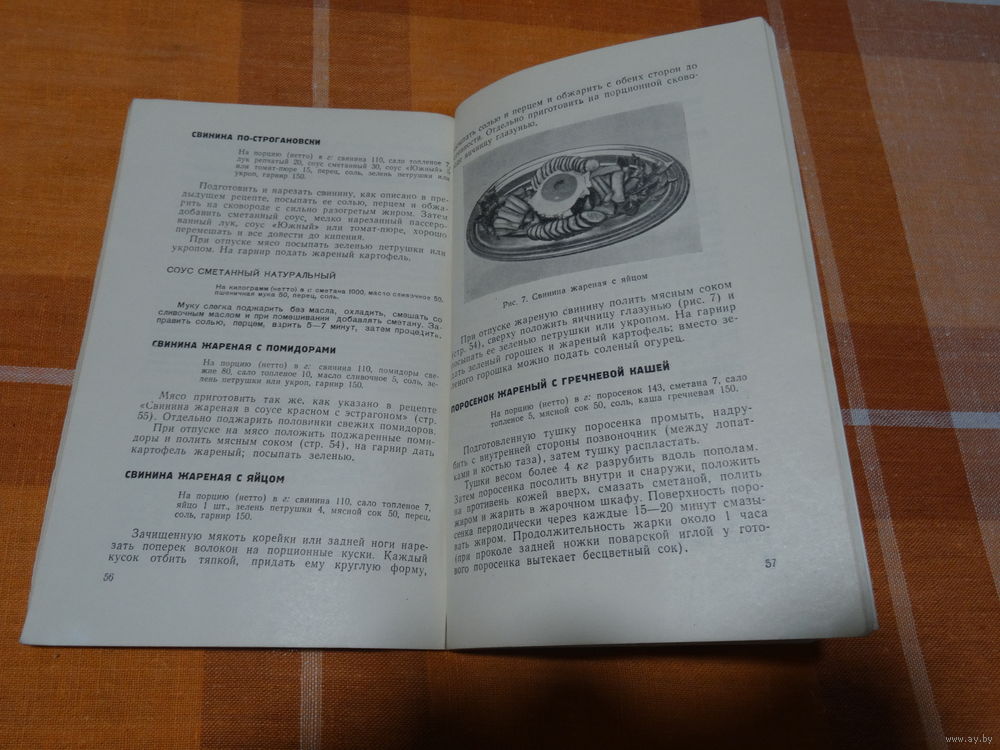 СВИНИНА ПО-СТРОГАНОВСКИ
На порцию (нетто) в г: свинина 110, сало топленое 7,
лук репчатый 20, соус сметанный 30, соус «Южный»
или томат-пюре 15, перец, соль, зелень петрушки или
укроп, гарнир 150.
Подготовить и нарезать свинину, как описано в пре-
дыдущем рецепте, посыпать ее солью, перцем и обжа-
рить на сковороде с сильно разогретым жиром. Затем
добавить сметанный соус, мелко нарезанный пассеро-
ванный лук, соус «Южный» или томат-пюре, хорошо
перемешать и все довести до кипения.
При отпуске мясо посыпать зеленью петрушки или
укропом. На гарнир подать жареный картофель.
СОУС СМЕТАННЫЙ НАТУРАЛЬНЫЙ
На килограмм (нетто) в г: сметана 1000, масло сливочное 50,
пшеничная мука 50, перец, соль.
Муку слегка поджарить без масла, охладить, смешать со
сливочным маслом и при помешивании добавлять сметану. За-
править солью, перцем, варить 5—7 минут, затем процедить.
СВИНИНА ЖАРЕНАЯ С ПОМИДОРАМИ
На порцию (нетто) в г: свинина 110, помидоры све-
жие 80, сало топленое 10, масло сливочное 5, соль, зе-
лень петрушки или укроп, гарнир 150.
Мясо приготовить так же, как указано в рецепте
«Свинина жареная в соусе красном с эстрагоном» (стр.
55). Отдельно поджарить половинки свежих помидоров.
При отпуске на мясо положить поджаренные поми-
доры и полить мясным соком (стр. 54), на гарнир дать
картофель жареный; посыпать зеленью.
СВИНИНА ЖАРЕНАЯ С ЯЙЦОМ
На порцию (нетто) в г: свинина 110, сало топленое 7,
яйцо 1 шт., зелень петрушки 4, мясной сок 50, перец,
соль, гарнир 150.
Зачищенную мякоть корейки или задней ноги наре-
зать поперек волокон на порционные куски. Каждый
кусок отбить тяпкой, придать ему круглую форму,
56
солью и перцем и обжарить с обеих сторон до
Отдельно приготовить на порционной сково-
яичницу глазунью.
Рис. 7. Свинина жареная с яйцом
При отпуске жареную свинину полить мясным соком
(стр. 54), сверху положить яичницу глазунью (рис. 7) и
посыпать ее зеленью петрушки или укропом. На гарнир
дать зеленый горошек и жареный картофель; вместо зе-
леного горошка можно подать соленый огурец.
ПОРОСЕНОК ЖАРЕНЫЙ С ГРЕЧНЕВОЙ КАШЕЙ
На порцию (нетто) в г: поросенок 143, сметана 7, сало
топленое 5, мясной сок 50, соль, каша гречневая 150.
Подготовленную тушку поросенка промыть, надру-
бить с внутренней стороны позвоночник (между лопат-
ками и костью таза), затем тушку распластать.
Тушки весом более 4 кг разрубить вдоль пополам.
Затем поросенка посолить внутри и снаружи, положить
на противень кожей вверх, смазать сметаной, полить
жиром и жарить в жарочном шкафу. Поверхность поро-
сенка периодически через каждые 15—20 минут смазы-
вать жиром. Продолжительность жарки около 1 часа
(при проколе задней ножки поварской иглой у гото-
вого поросенка вытекает бесцветный сок).
57
www.ay.by